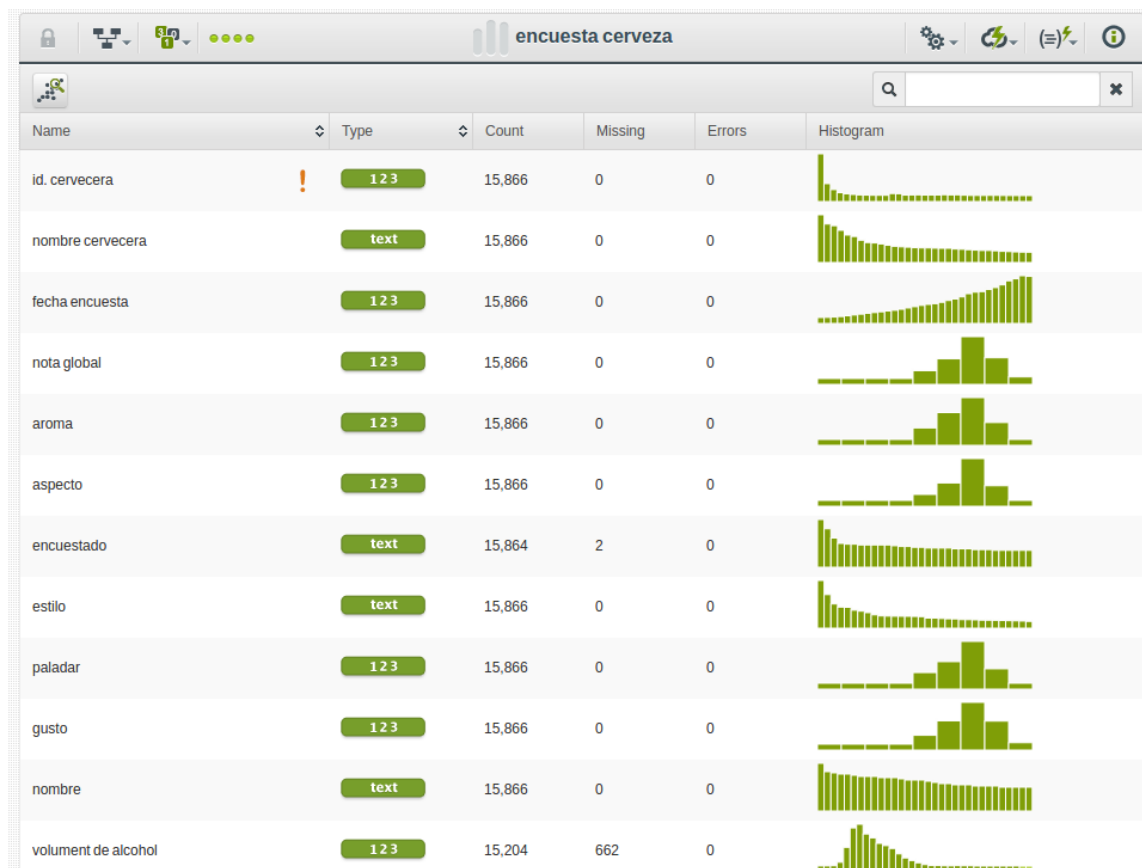 encuesta cerveza
Name Type Count Missing Errors Histogram
id. cervecera ! 123 15,866 0 0
nombre cervecera text 15,866 0 0
fecha encuesta 123 15,866 0 0
nota global 123 15,866 0 0
aroma 123 15,866 0 0
aspecto 123 15,866 0 0
encuestado text 15,864 2 0
estilo text 15,866 0 0
paladar 123 15,866 0 0
gusto 123 15,866 0 0
nombre text 15,866 0 0
volument de alcohol 123 15,204 662 0